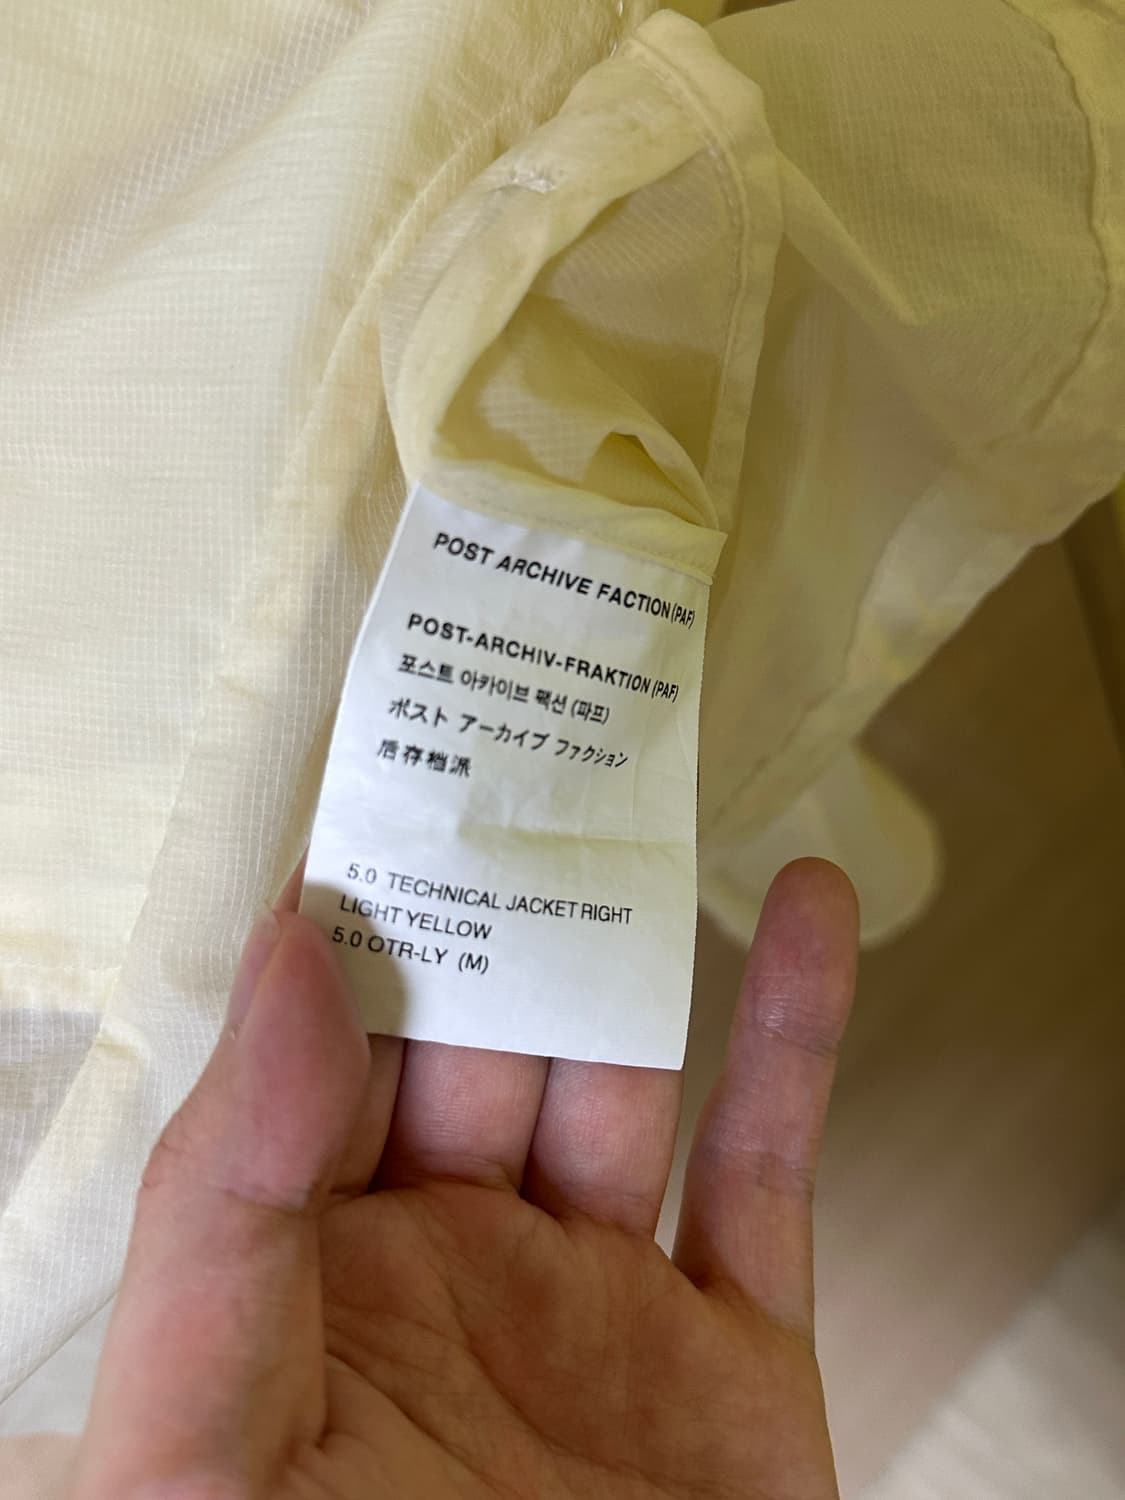 POST ARCHIVE FACTION (PAF)
POST-ARCHIV-FRAKTION (PAF)
포스트 아카이브 팩션 (파프)
ポスト アーカイブ ファクション
后存档派
5.0 TECHNICAL JACKET RIGHT
LIGHT YELLOW
5.0 OTR-LY (M)